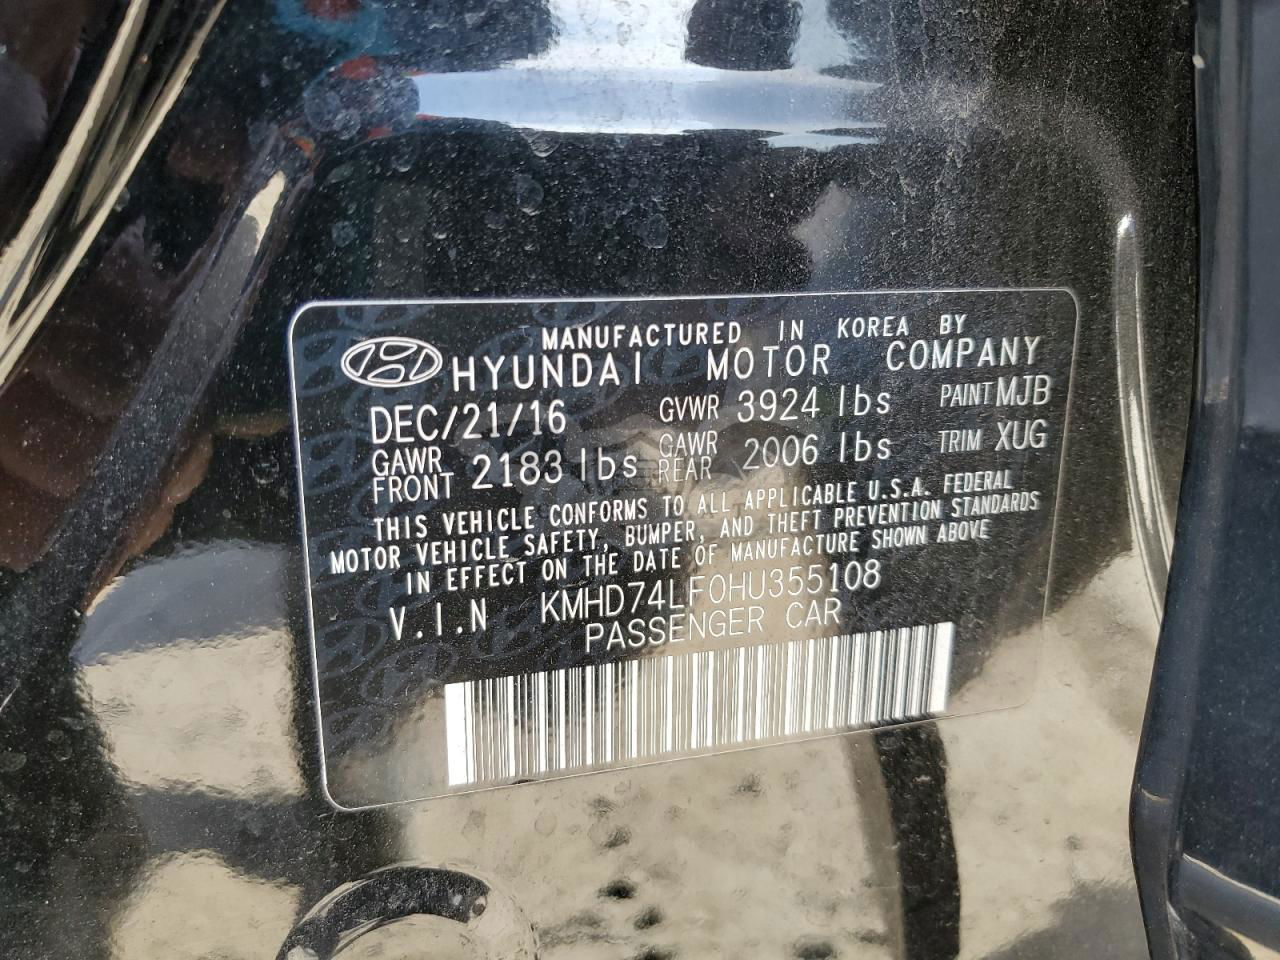 MANUFACTURED IN KOREA BY
HYUNDAI MOTOR COMPANY
DEC/21/16 GVWR 3924 lbs PAINT MJB
GAWR FRONT 2183 lbs GAWR REAR 2006 lbs TRIM XUG
THIS VEHICLE CONFORMS TO ALL APPLICABLE U.S.A. FEDERAL
MOTOR VEHICLE SAFETY, BUMPER, AND THEFT PREVENTION STANDARDS
IN EFFECT ON THE DATE OF MANUFACTURE SHOWN ABOVE
V.I.N KMHD74LF0HU355108
PASSENGER CAR